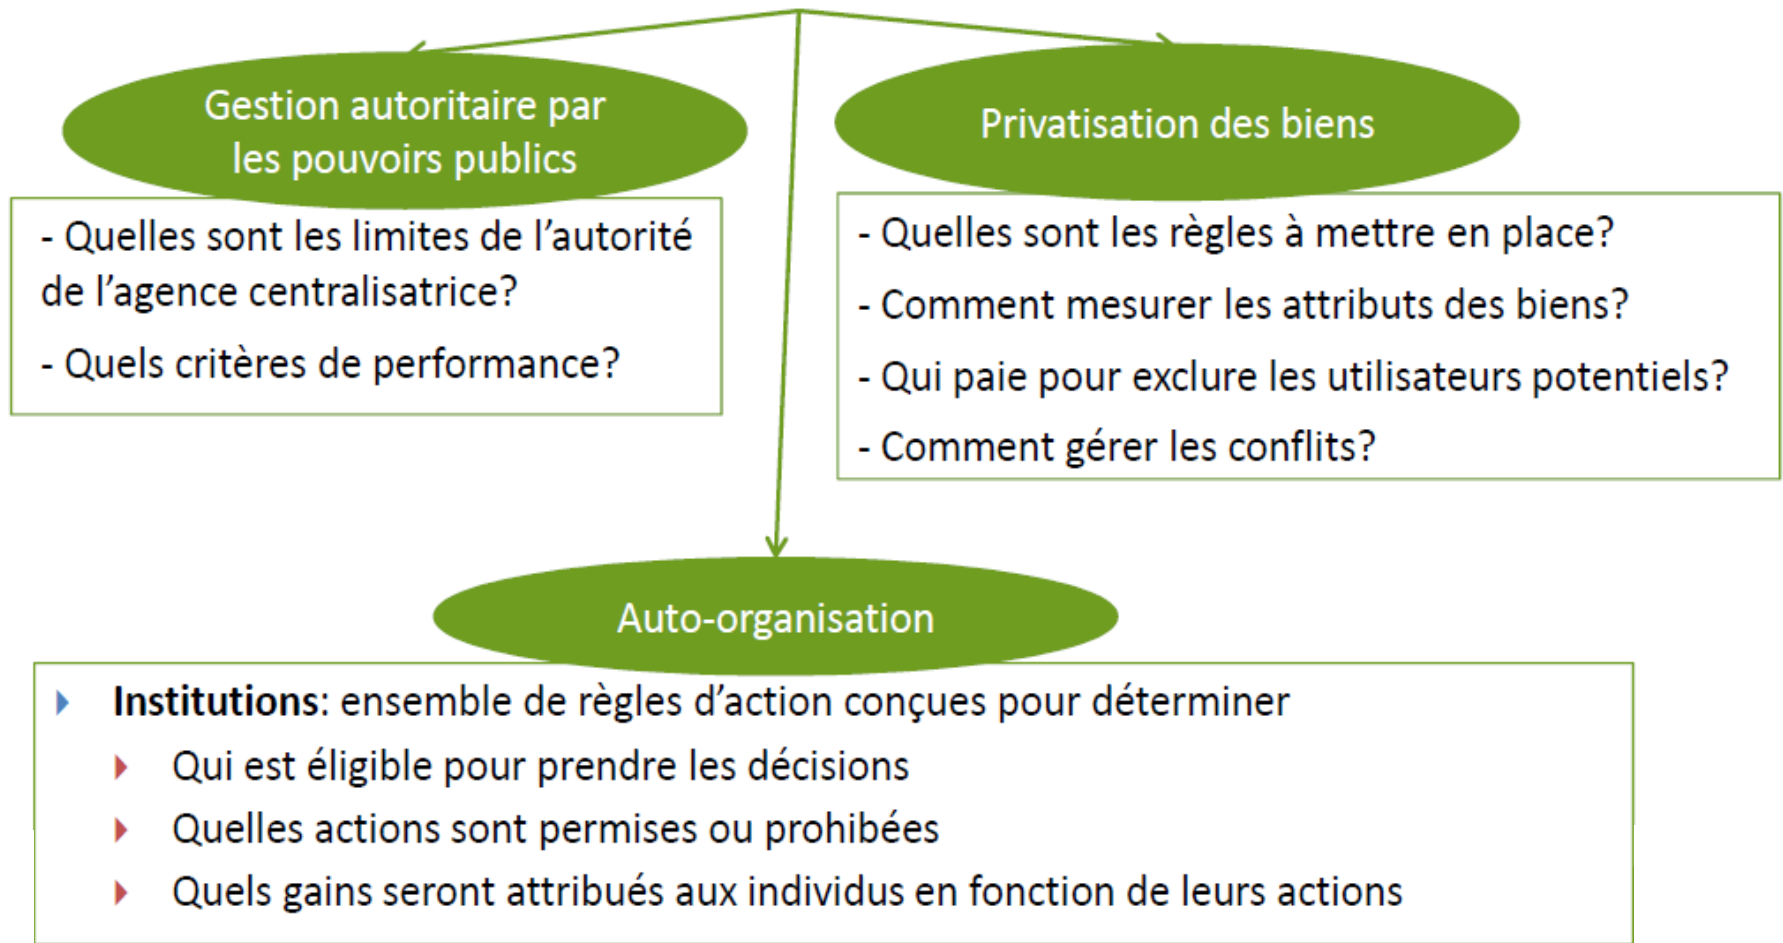 Gestion autoritaire par
les pouvoirs publics
- Quelles sont les limites de l’autorité
de l’agence centralisatrice?
- Quels critères de performance?
Privatisation des biens
- Quelles sont les règles à mettre en place?
- Comment mesurer les attributs des biens?
- Qui paie pour exclure les utilisateurs potentiels?
- Comment gérer les conflits?
Auto-organisation
Institutions: ensemble de règles d’action conçues pour déterminer
Qui est éligible pour prendre les décisions
Quelles actions sont permises ou prohibées
Quels gains seront attribués aux individus en fonction de leurs actions